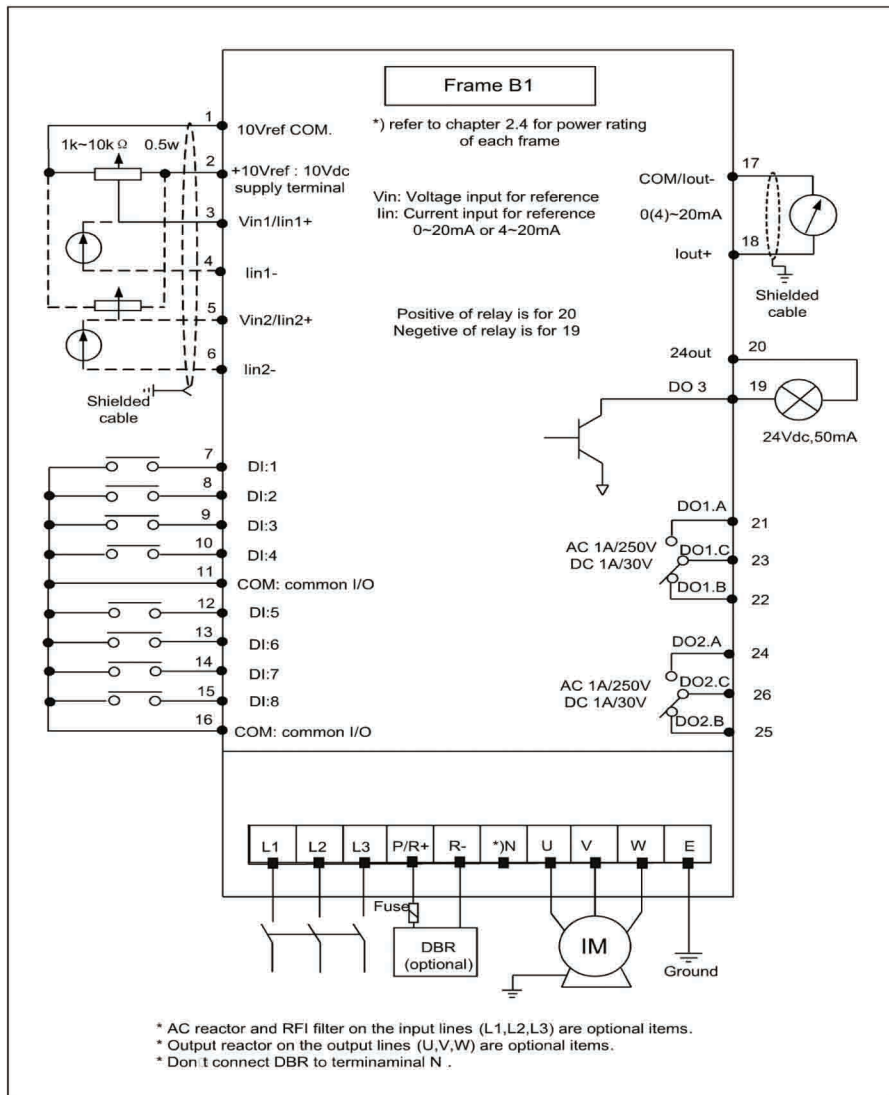 Frame B1
*) refer to chapter 2.4 for power rating
of each frame
1
10Vref COM.
1k~10k Ω 0.5w
2
+10Vref : 10Vdc
supply terminal
3
Vin1/Iin1+
4
Iin1-
5
Vin2/Iin2+
6
Iin2-
Shielded
cable
Vin: Voltage input for reference
Iin: Current input for reference
0~20mA or 4~20mA
Positive of relay is for 20
Negetive of relay is for 19
17
COM/Iout-
0(4)~20mA
18
Iout+
Shielded
cable
24out
20
DO 3
19
24Vdc,50mA
7
DI:1
8
DI:2
9
DI:3
10
DI:4
11
COM: common I/O
12
DI:5
13
DI:6
14
DI:7
15
DI:8
16
COM: common I/O
DO1.A
21
AC 1A/250V
DC 1A/30V
DO1.C
23
DO1.B
22
DO2.A
24
AC 1A/250V
DC 1A/30V
DO2.C
26
DO2.B
25
L1 L2 L3 P/R+ R- *)N U V W E
Fuse
DBR
(optional)
IM
Ground
* AC reactor and RFI filter on the input lines (L1,L2,L3) are optional items.
* Output reactor on the output lines (U,V,W) are optional items.
* Don▯t connect DBR to terminaminal N .